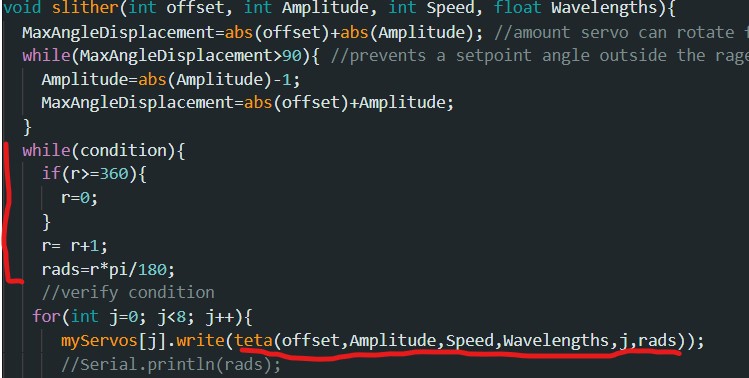 void slither(int offset, int Amplitude, int Speed, float Wavelengths){
MaxAngleDisplacement=abs(offset)+abs(Amplitude); //amount servo can rotate
while(MaxAngleDisplacement>90){ //prevents a setpoint angle outside the rage
Amplitude=abs(Amplitude)-1;
MaxAngleDisplacement=abs(offset)+Amplitude;
}
while(condition){
if(r>=360){
r=0;
}
r= r+1;
rads=r*pi/180;
//verify condition
for(int j=0; j<8; j++){
myServos[j].write(teta(offset,Amplitude,Speed,Wavelengths,j,rads));
//Serial.println(rads);